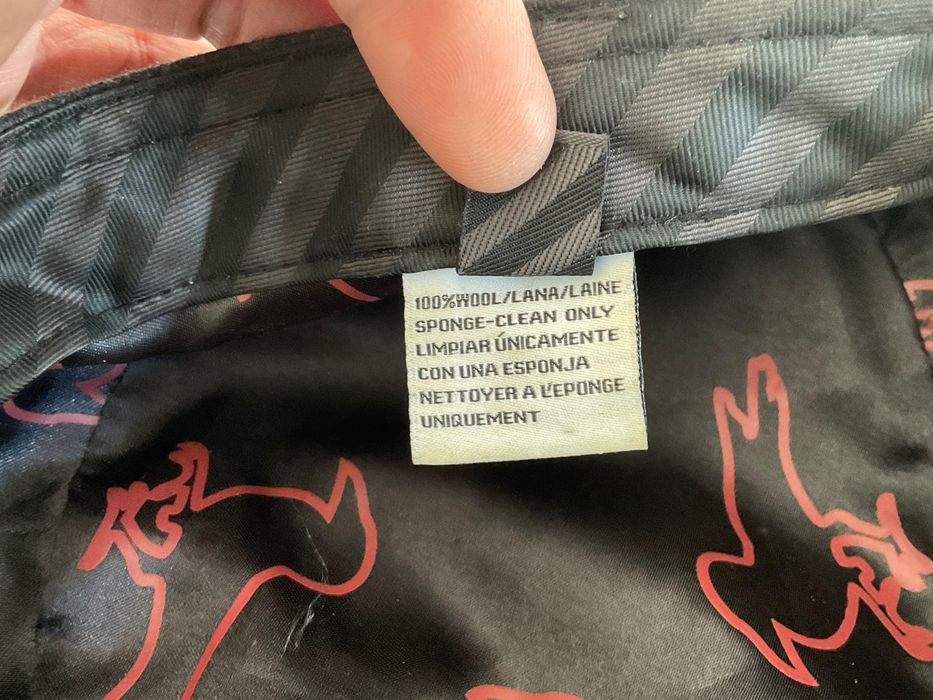 100%WOOL/LANA/LAINE
SPONGE-CLEAN ONLY
LIMPIAR ÚNICAMENTE
CON UNA ESPONJA
NETTOYER A L'EPONGE
UNIQUEMENT